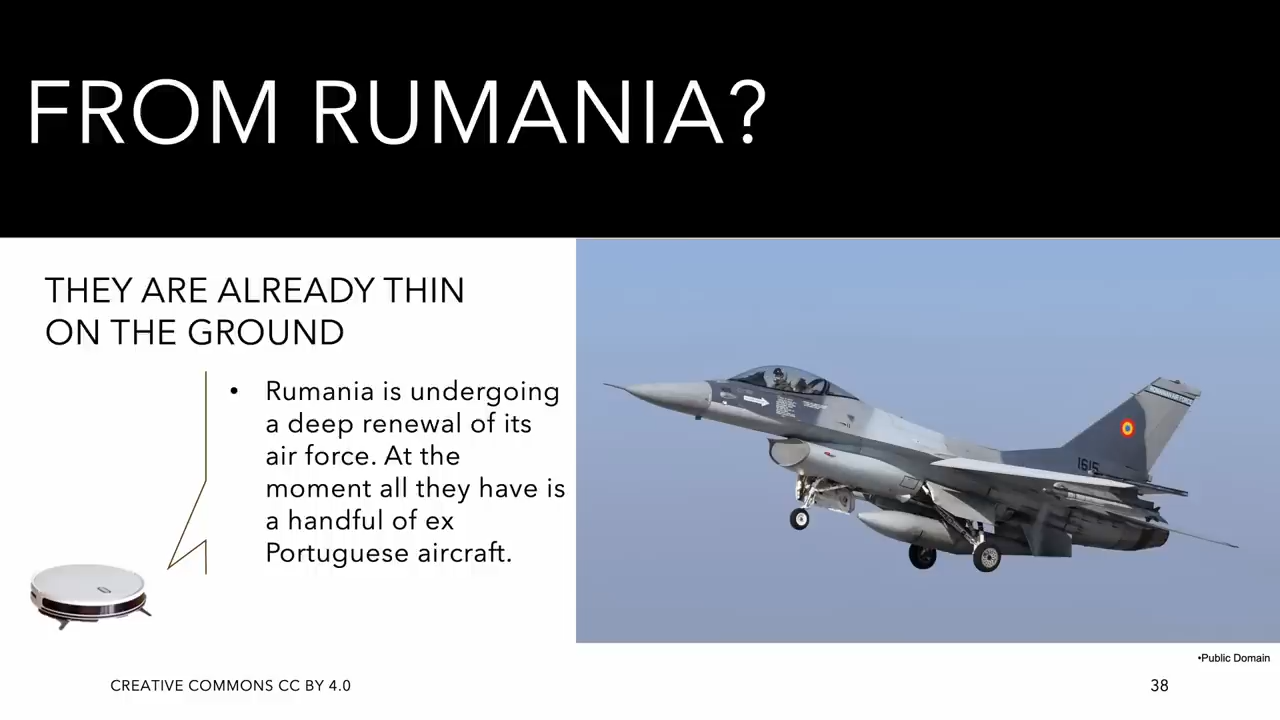 FROM RUMANIA?
THEY ARE ALREADY THIN
ON THE GROUND
• Rumania is undergoing
a deep renewal of its
air force. At the
moment all they have is
a handful of ex
Portuguese aircraft.
1615
•Public Domain
CREATIVE COMMONS CC BY 4.0
38